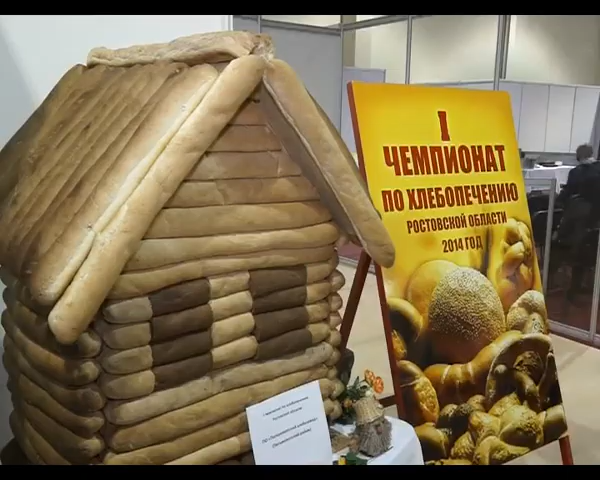 I
ЧЕМПИОНАТ
ПО ХЛЕБОПЕЧЕНИЮ
РОСТОВСКОЙ ОБЛАСТИ
2014 ГОД